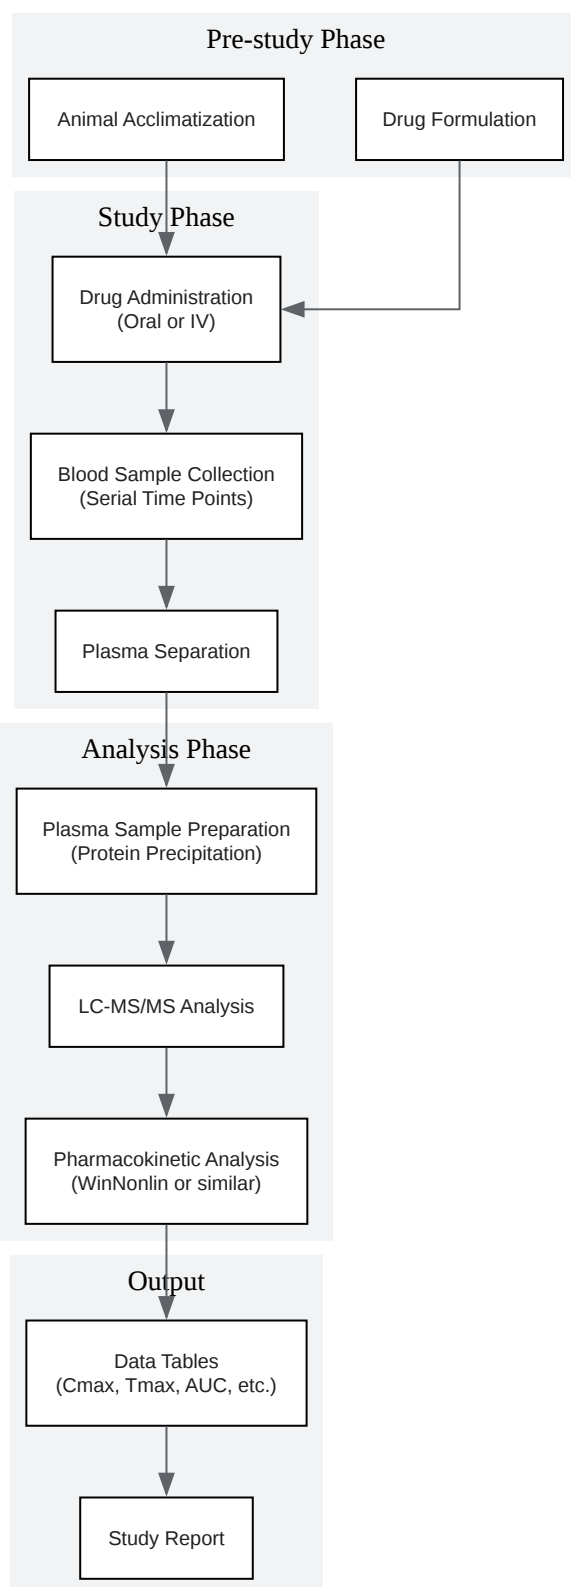 Pre-study Phase
Animal Acclimatization
Drug Formulation
Study Phase
Drug Administration
(Oral or IV)
Blood Sample Collection
(Serial Time Points)
Plasma Separation
Analysis Phase
Plasma Sample Preparation
(Protein Precipitation)
LC-MS/MS Analysis
Pharmacokinetic Analysis
(WinNonlin or similar)
Output
Data Tables
(Cmax, Tmax, AUC, etc.)
Study Report